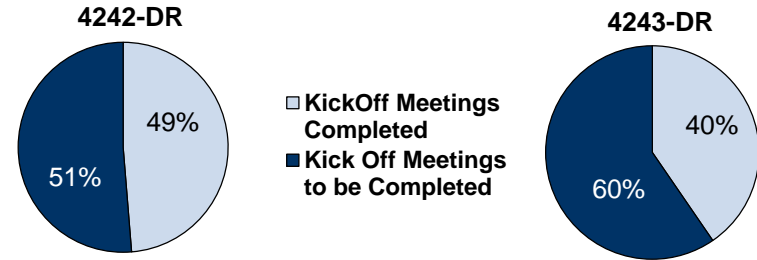 4242-DR
49%
51%
KickOff Meetings
Completed
Kick Off Meetings
to be Completed
4243-DR
40%
60%